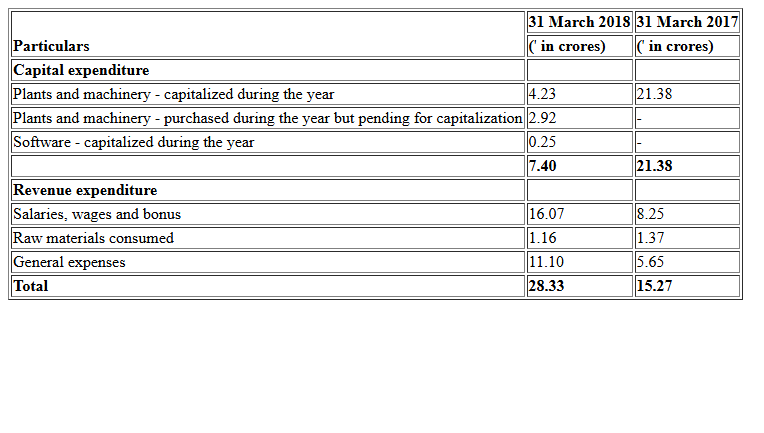 31 March 2018 31 March 2017
Particulars (' in crores) (' in crores)
Capital expenditure
Plants and machinery - capitalized during the year 4.23 21.38
Plants and machinery - purchased during the year but pending for capitalization 2.92 -
Software - capitalized during the year 0.25 -
7.40 21.38
Revenue expenditure
Salaries, wages and bonus 16.07 8.25
Raw materials consumed 1.16 1.37
General expenses 11.10 5.65
Total 28.33 15.27